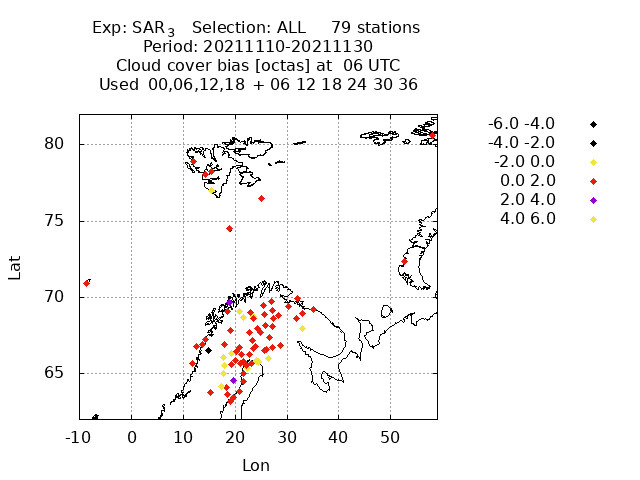 Exp: SAR3 Selection: ALL 79 stations
Period: 20211110-20211130
Cloud cover bias [octas] at 06 UTC
Used 00,06,12,18 + 06 12 18 24 30 36
-6.0 -4.0
-4.0 -2.0
-2.0 0.0
0.0 2.0
2.0 4.0
4.0 6.0
80
75
70
65
Lat
-10 0 10 20 30 40 50
Lon